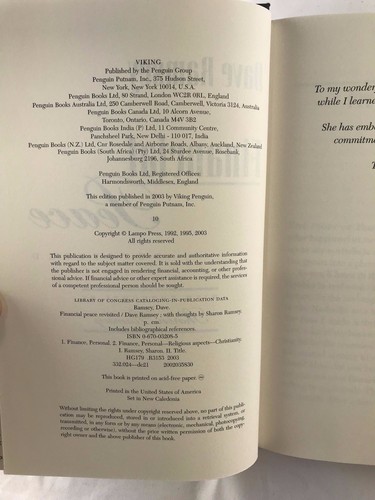 VIKING
Published by the Penguin Group
Penguin Putnam, Inc., 375 Hudson Street,
New York, New York 10014, U.S.A.
Penguin Books Ltd, 80 Strand, London WC2R 0RL, England
Penguin Books Australia Ltd, 250 Camberwell Road, Camberwell, Victoria 3124, Australia
Penguin Books Canada Ltd, 10 Alcorn Avenue,
Toronto, Ontario, Canada M4V 3B2
Penguin Books India (P) Ltd, 11 Community Centre,
Panchsheel Park, New Delhi - 110 017, India
Penguin Books (N.Z.) Ltd, Cnr Rosedale and Airborne Roads, Albany, Auckland, New Zealand
Penguin Books (South Africa) (Pty) Ltd, 24 Sturdee Avenue, Rosebank,
Johannesburg 2196, South Africa
Penguin Books Ltd, Registered Offices:
Harmondsworth, Middlesex, England
This edition published in 2003 by Viking Penguin,
a member of Penguin Putnam, Inc.
10
Copyright © Lampo Press, 1992, 1995, 2003
All rights reserved
This publication is designed to provide accurate and authoritative information
with regard to the subject matter covered. It is sold with the understanding that
the publisher is not engaged in rendering financial, accounting, or other profes-
sional advice. If financial advice or other expert assistance is required, the services
of a competent professional person should be sought.
LIBRARY OF CONGRESS CATALOGING-IN-PUBLICATION DATA
Ramsey, Dave.
Financial peace revisited / Dave Ramsey ; with thoughts by Sharon Ramsey.
p. cm.
Includes bibliographical references.
ISBN 0-670-03208-5
1. Finance, Personal. 2. Finance, Personal—Religious aspects—Christianity.
I. Ramsey, Sharon. II. Title.
HG179 .R3153 2003
332.024—dc21 2002035830
This book is printed on acid-free paper. ∞
Printed in the United States of America
Set in New Caledonia
Without limiting the rights under copyright reserved above, no part of this publi-
cation may be reproduced, stored in or introduced into a retrieval system, or
transmitted, in any form or by any means (electronic, mechanical, photocopying,
recording or otherwise), without the prior written permission of both the copy-
right owner and the above publisher of this book.
To my wonder
while I learne
She has emb
commitme
T